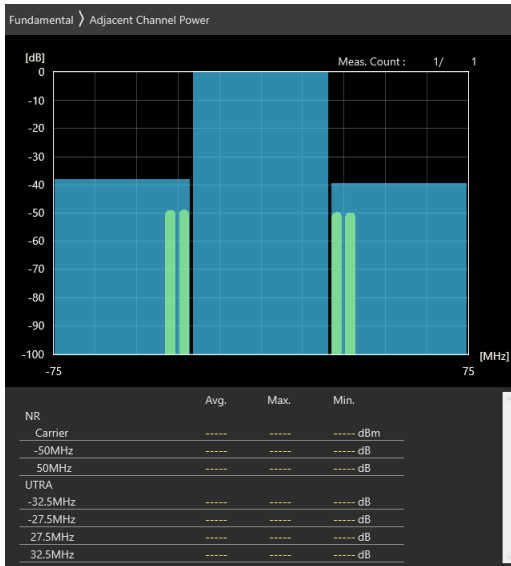 Fundamental 〉 Adjacent Channel Power
[dB] Meas. Count : 1/ 1
0
-10
-20
-30
-40
-50
-60
-70
-80
-90
-100
[MHz]
-75 75
Avg. Max. Min.
NR
Carrier ----- ----- ----- dBm
-50MHz ----- ----- ----- dB
50MHz ----- ----- ----- dB
UTRA
-32.5MHz ----- ----- ----- dB
-27.5MHz ----- ----- ----- dB
27.5MHz ----- ----- ----- dB
32.5MHz ----- ----- ----- dB